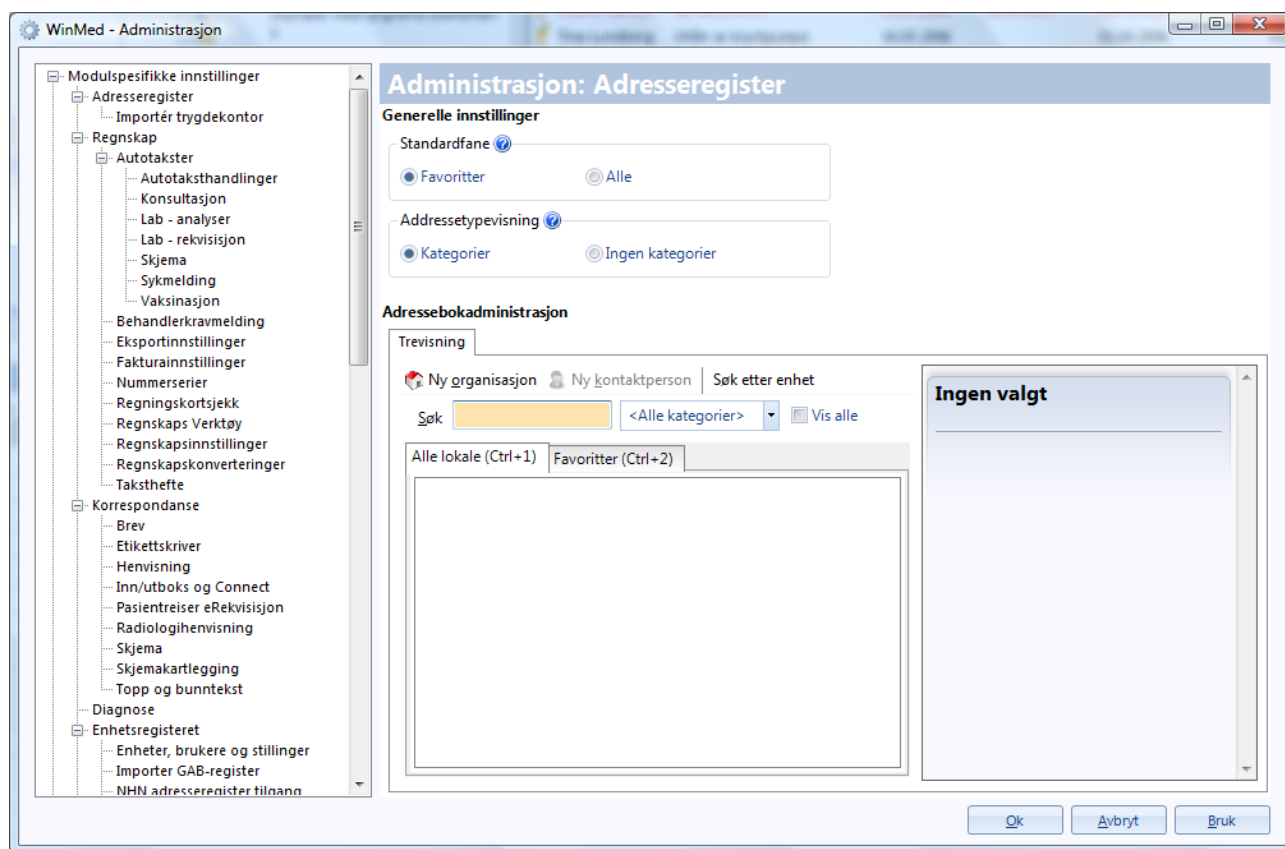 WinMed - Administrasjon
Modulspesifikke innstillinger
Adresseregister
Importér trygdekontor
Regnskap
Autotakster
Autotaksthandlinger
Konsultasjon
Lab - analyser
Lab - rekvisisjon
Skjema
Sykmelding
Vaksinasjon
Behandlerkravmelding
Eksportinnstillinger
Fakturainnstillinger
Nummerserier
Regningskortsjekk
Regnskaps Verktøy
Regnskapsinnstillinger
Regnskapskonverteringer
Taksthefte
Korrespondanse
Brev
Etikettskriver
Henvisning
Inn/utboks og Connect
Pasientreiser eRekvisisjon
Radiologihenvisning
Skjema
Skjemakartlegging
Topp og bunntekst
Diagnose
Enhetsregisteret
Enheter, brukere og stillinger
Importer GAB-register
NHN adresseregister tilgang
Administrasjon: Adresseregister
Generelle innstillinger
Standardfane
Favoritter Alle
Addressetypevisning
Kategorier Ingen kategorier
Adressebokadministrasjon
Trevisning
Ny organisasjon Ny kontaktperson Søk etter enhet
Søk <Alle kategorier> Vis alle
Alle lokale (Ctrl+1) Favoritter (Ctrl+2)
Ingen valgt
Ok Avbryt Bruk